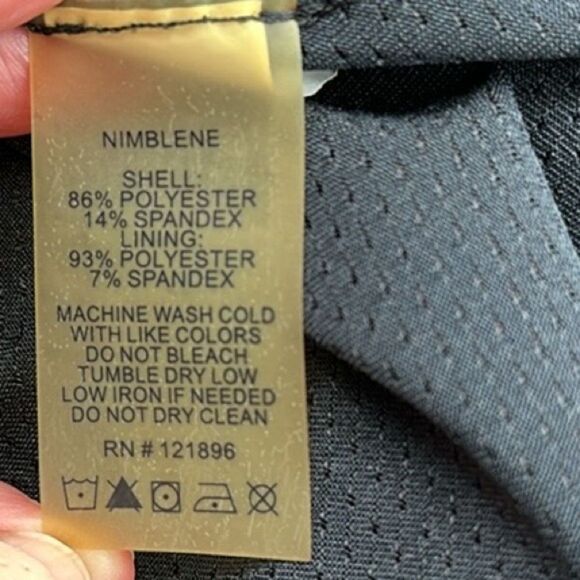 NIMBLENE
SHELL:
86% POLYESTER
14% SPANDEX
LINING:
93% POLYESTER
7% SPANDEX
MACHINE WASH COLD
WITH LIKE COLORS
DO NOT BLEACH
TUMBLE DRY LOW
LOW IRON IF NEEDED
DO NOT DRY CLEAN
RN # 121896